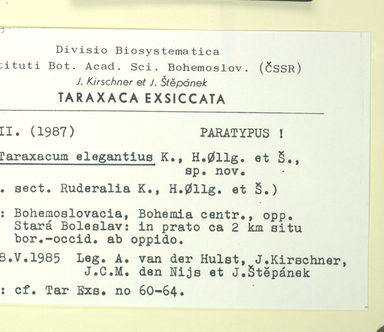 Divisio Biosystematica
tituti Bot. Acad. Sci. Bohemoslov. (ČSSR)
J. Kirschner et J. Štěpánek
TARAXACA EXSICCATA
II. (1987) PARATYPUS !
Taraxacum elegantius K., H.Øllg. et Š.,
sp. nov.
. sect. Ruderalia K., H.Øllg. et Š.)
: Bohemoslovacia, Bohemia centr., opp.
Stará Boleslav: in prato ca 2 km situ
bor.-occid. ab oppido.
8.V.1985 Leg. A. van der Hulst, J.Kirschner,
J.C.M. den Nijs et J.Štěpánek
: cf. Tar Exs. no 60-64.